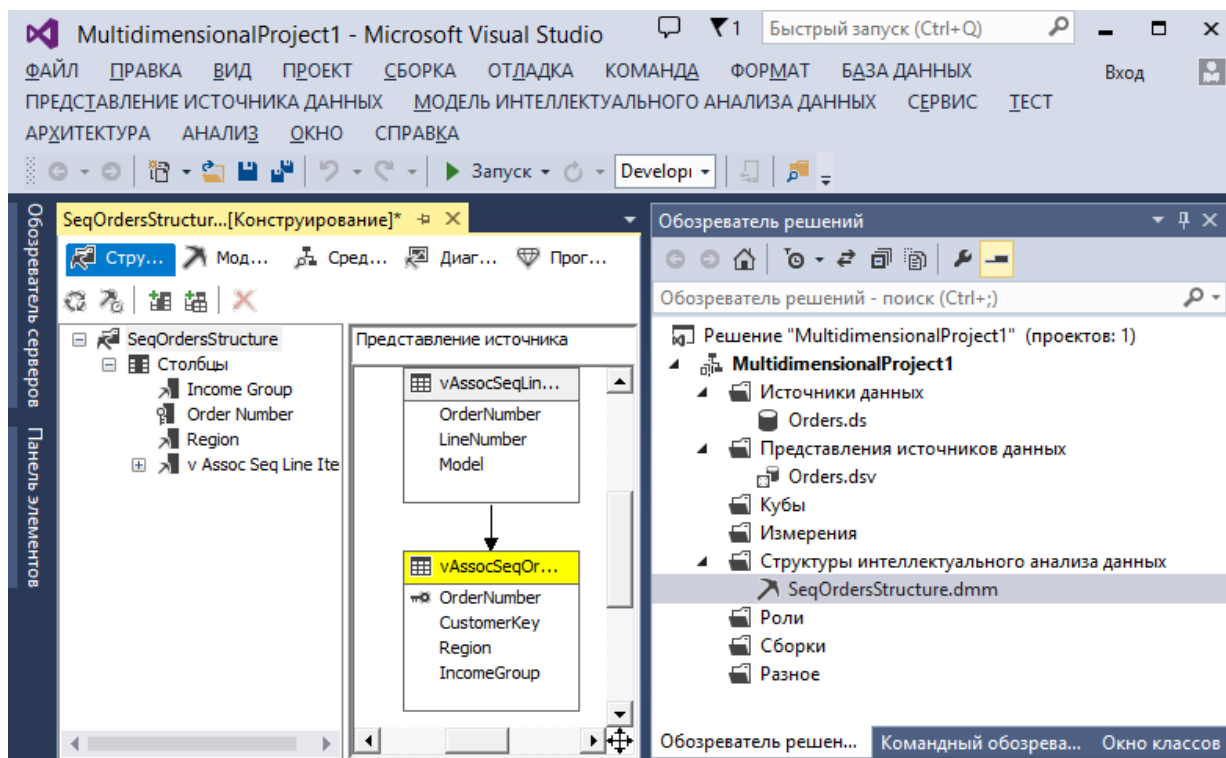 MultidimensionalProject1 - Microsoft Visual Studio 1 Быстрый запуск (Ctrl+Q)
ФАЙЛ ПРАВКА ВИД ПРОЕКТ СБОРКА ОТЛАДКА КОМАНДА ФОРМАТ БАЗА ДАННЫХ Вход
ПРЕДСТАВЛЕНИЕ ИСТОЧНИКА ДАННЫХ МОДЕЛЬ ИНТЕЛЛЕКТУАЛЬНОГО АНАЛИЗА ДАННЫХ СЕРВИС ТЕСТ
АРХИТЕКТУРА АНАЛИЗ ОКНО СПРАВКА
Запуск Developı
Обозреватель серверов
Панель элементов
SeqOrdersStructur...[Конструирование]*
Стру... Мод... Сред... Диаг... Прог...
SeqOrdersStructure
Столбцы
Income Group
Order Number
Region
v Assoc Seq Line Ite
Представление источника
vAssocSeqLin...
OrderNumber
LineNumber
Model
vAssocSeqOr...
OrderNumber
CustomerKey
Region
IncomeGroup
Обозреватель решений
Обозреватель решений - поиск (Ctrl+;)
Решение "MultidimensionalProject1" (проектов: 1)
MultidimensionalProject1
Источники данных
Orders.ds
Представления источников данных
Orders.dsv
Кубы
Измерения
Структуры интеллектуального анализа данных
SeqOrdersStructure.dmm
Роли
Сборки
Разное
Обозреватель решен... Командный обозрева... Окно классов